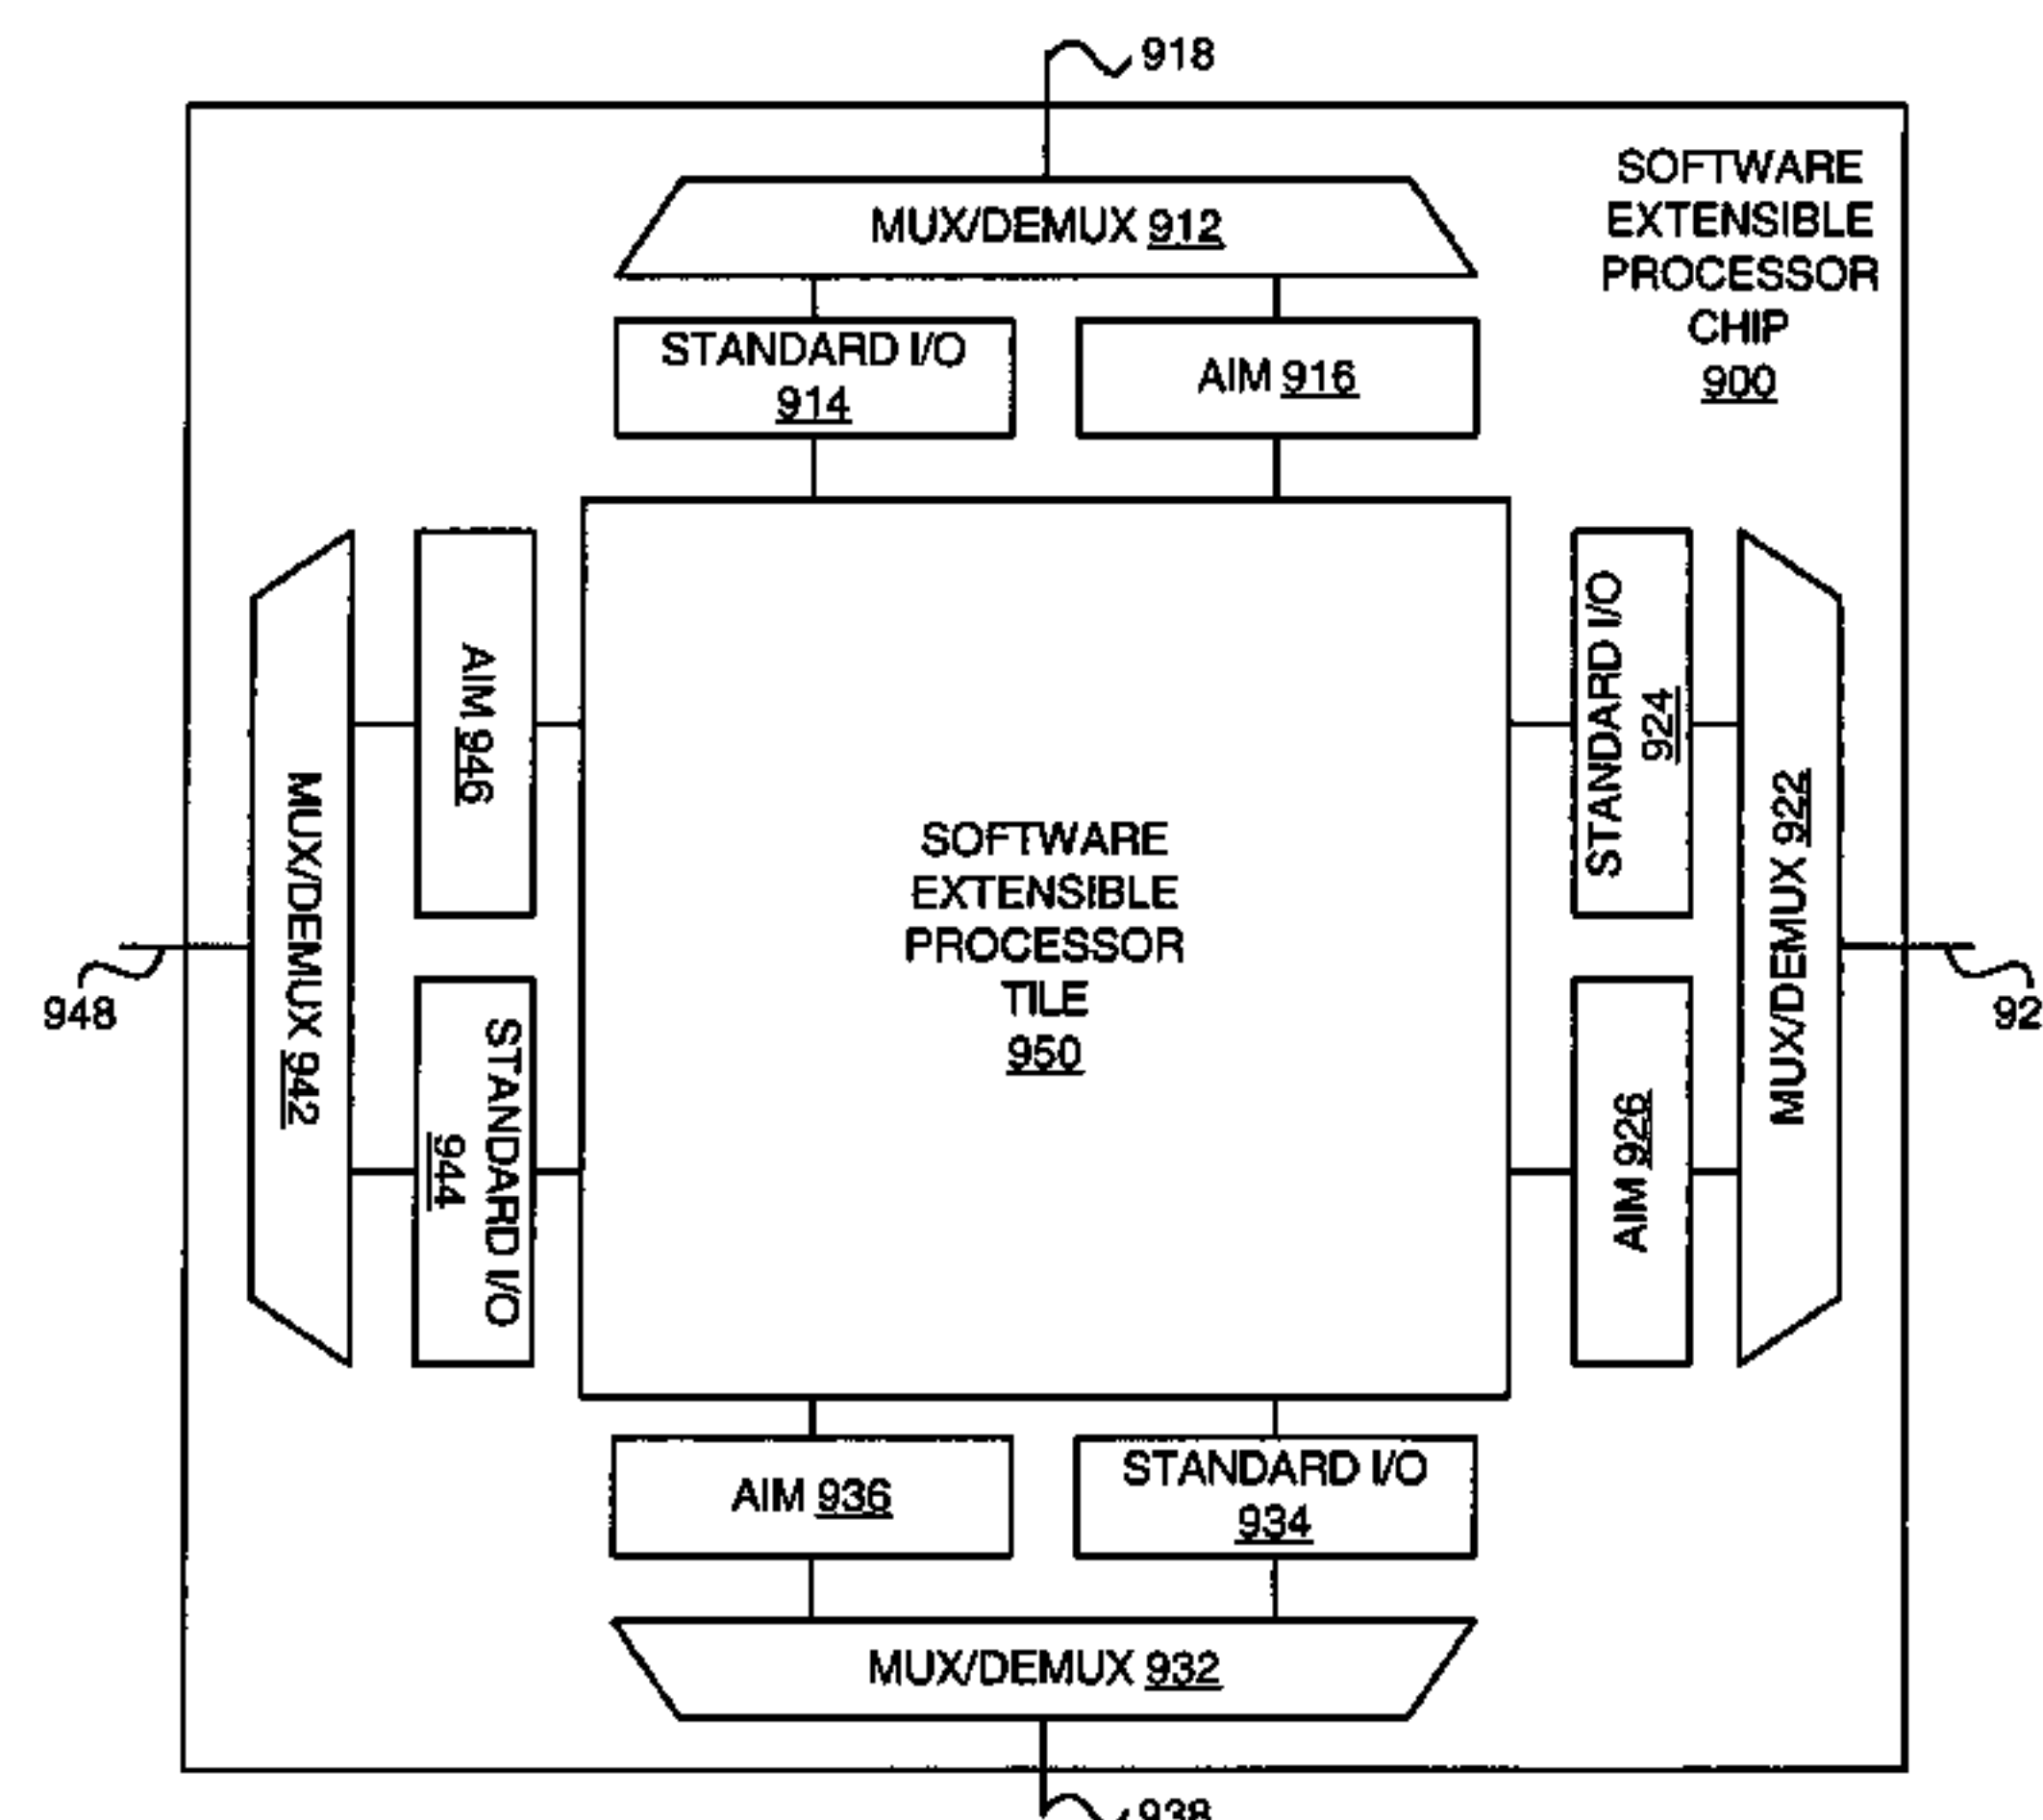 918
SOFTWARE
EXTENSIBLE
PROCESSOR
CHIP
900
MUX/DEMUX 912
STANDARD I/O
914
AIM 916
AIM 946
STANDARD I/O
924
MUX/DEMUX 942
MUX/DEMUX 922
SOFTWARE
EXTENSIBLE
PROCESSOR
TILE
950
948
92
STANDARD I/O
944
AIM 926
AIM 936
STANDARD I/O
934
MUX/DEMUX 932
938